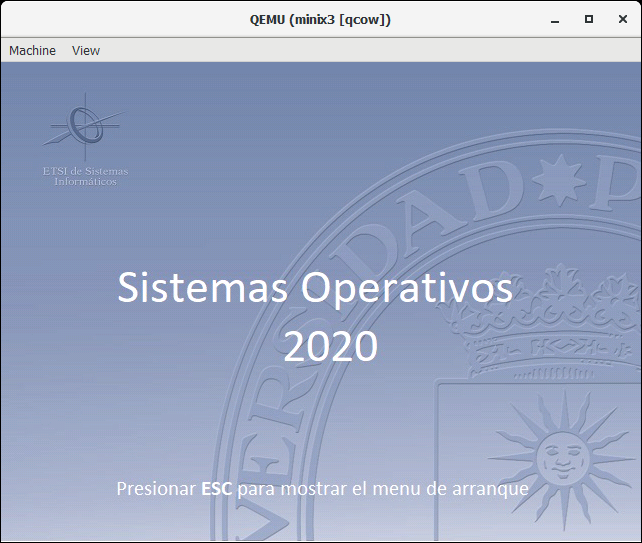 QEMU (minix3 [qcow])
Machine View
ETSI de Sistemas
Informáticos
VERSIDAD P
Sistemas Operativos
2020
Presionar ESC para mostrar el menu de arranque